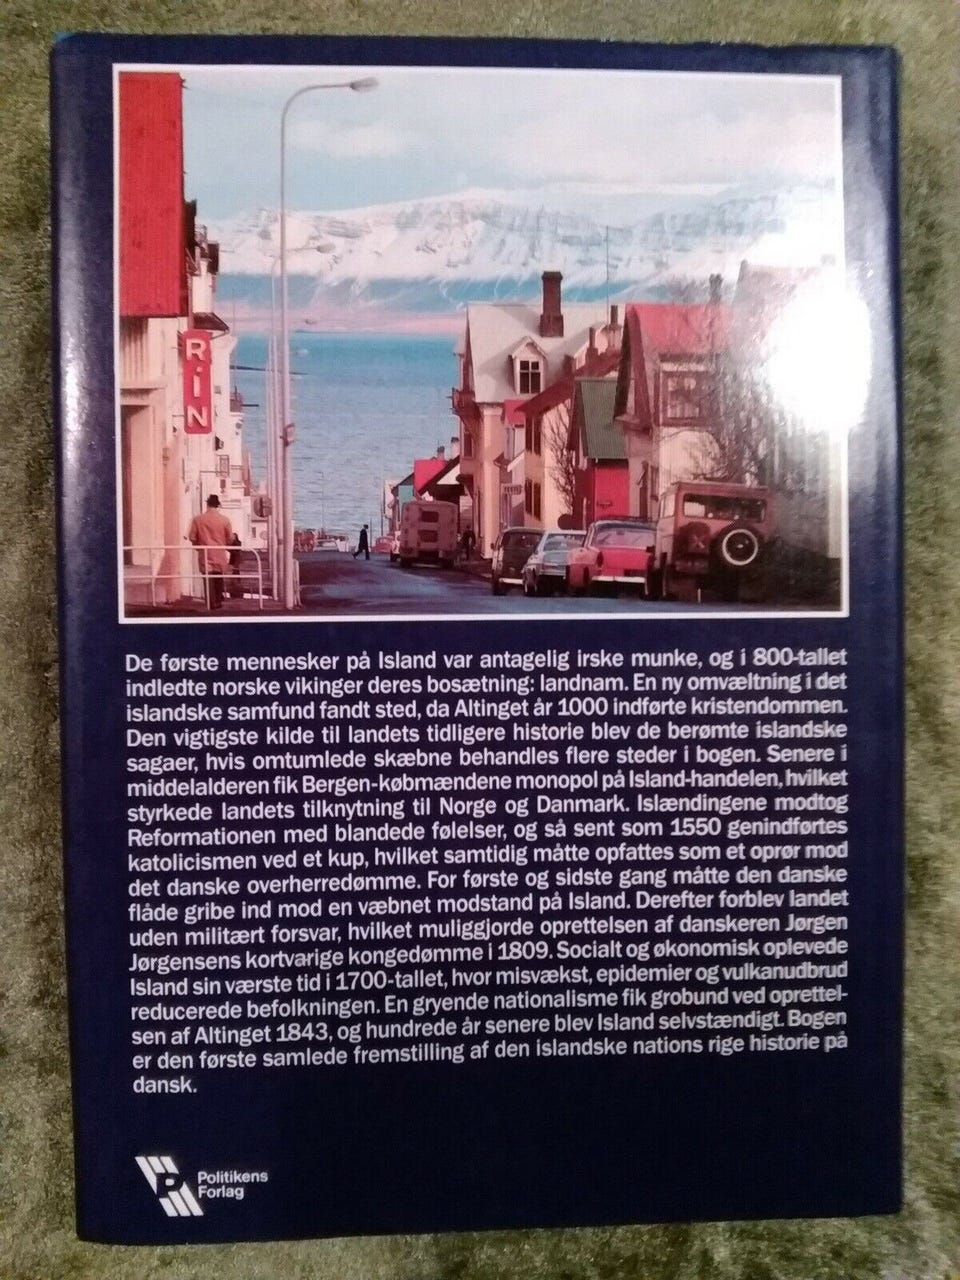 RiN
De første mennesker på Island var antagelig irske munke, og i 800-tallet
indledte norske vikinger deres bosætning: landnam. En ny omvæltning i det
islandske samfund fandt sted, da Altinget år 1000 indførte kristendommen.
Den vigtigste kilde til landets tidligere historie blev de berømte islandske
sagaer, hvis omtumlede skæbne behandles flere steder i bogen. Senere i
middelalderen fik Bergen-købmændene monopol på Island-handelen, hvilket
styrkede landets tilknytning til Norge og Danmark. Islændingene modtog
Reformationen med blandede følelser, og så sent som 1550 genindførtes
katolicismen ved et kup, hvilket samtidig måtte opfattes som et oprør mod
det danske overherredømme. For første og sidste gang måtte den danske
flåde gribe ind mod en væbnet modstand på Island. Derefter forblev landet
uden militært forsvar, hvilket muliggjorde oprettelsen af danskeren Jørgen
Jørgensens kortvarige kongedømme i 1809. Socialt og økonomisk oplevede
Island sin værste tid i 1700-tallet, hvor misvækst, epidemier og vulkanudbrud
reducerede befolkningen. En gryende nationalisme fik grobund ved oprettel-
sen af Altinget 1843, og hundrede år senere blev Island selvstændigt. Bogen
er den første samlede fremstilling af den islandske nations rige historie på
dansk.
P
Politikens
Forlag